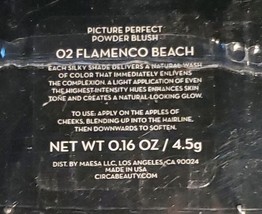 PICTURE PERFECT
POWDER BLUSH
02 FLAMENCO BEACH
EACH SILKY SHADE DELIVERS A NATURAL WASH
OF COLOR THAT IMMEDIATELY ENLIVENS
THE COMPLEXION. A LIGHT APPLICATION OF EVEN
THE HIGHEST-INTENSITY HUES ENHANCES SKIN
TONE AND CREATES A NATURAL-LOOKING GLOW.
TO USE: APPLY ON THE APPLES OF
CHEEKS, BLENDING UP INTO THE HAIRLINE,
THEN DOWNWARDS TO SOFTEN.
NET WT 0.16 OZ / 4.5g
DIST. BY MAESA LLC, LOS ANGELES, CA 90024
MADE IN USA
CIRCABEAUTY.COM